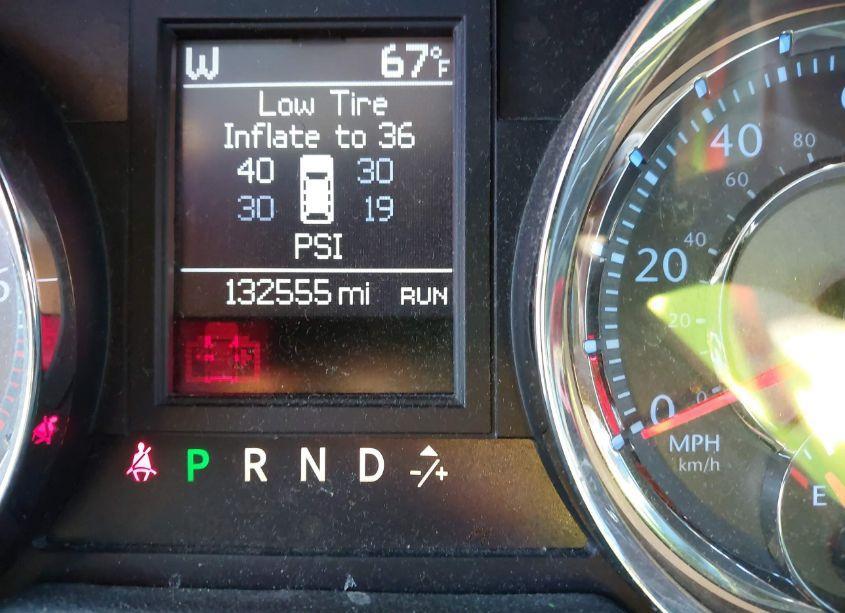 W 67°F
Low Tire
Inflate to 36
40 30
30 19
PSI
132555 mi RUN
P R N D -/+
40
80
60
20
40
20
0
0
MPH
km/h
E